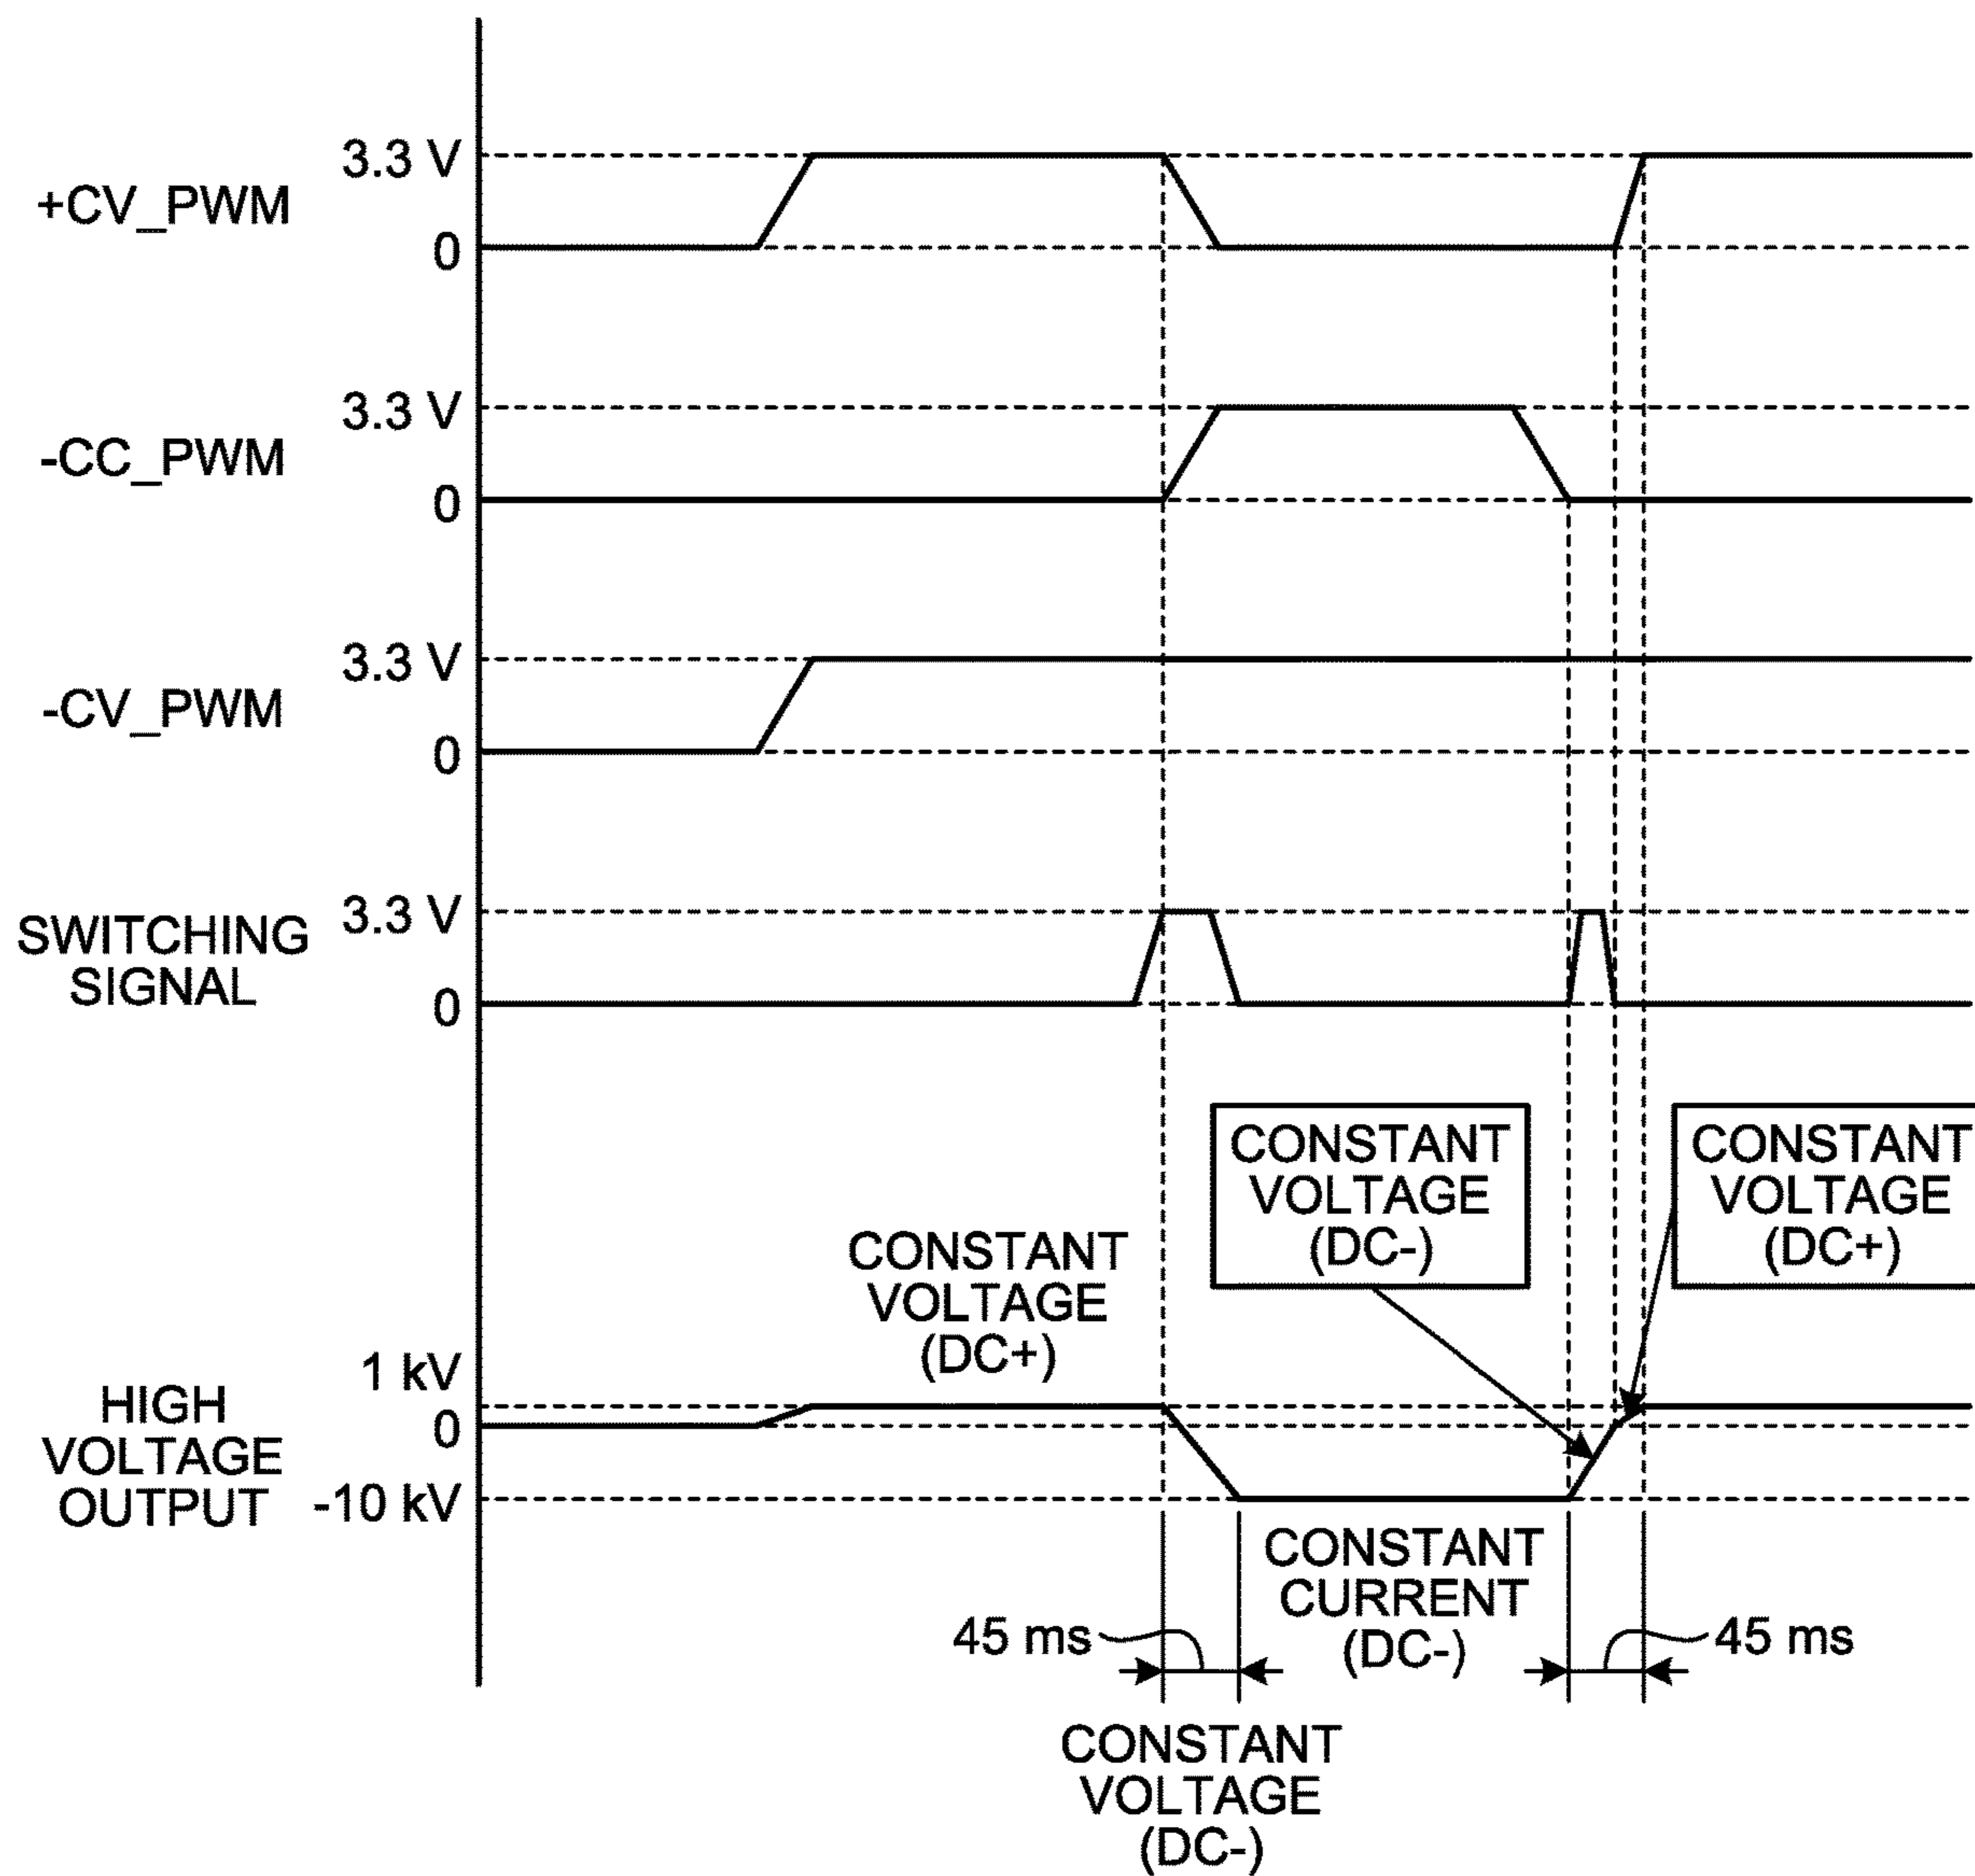 3.3 V
+CV_PWM
0
3.3 V
-CC_PWM
0
3.3 V
-CV_PWM
0
3.3 V
SWITCHING
SIGNAL
0
CONSTANT
VOLTAGE
(DC-)
CONSTANT
VOLTAGE
(DC+)
CONSTANT
VOLTAGE
(DC+)
1 kV
HIGH
VOLTAGE
OUTPUT
0
-10 kV
CONSTANT
CURRENT
(DC-)
45 ms
45 ms
CONSTANT
VOLTAGE
(DC-)